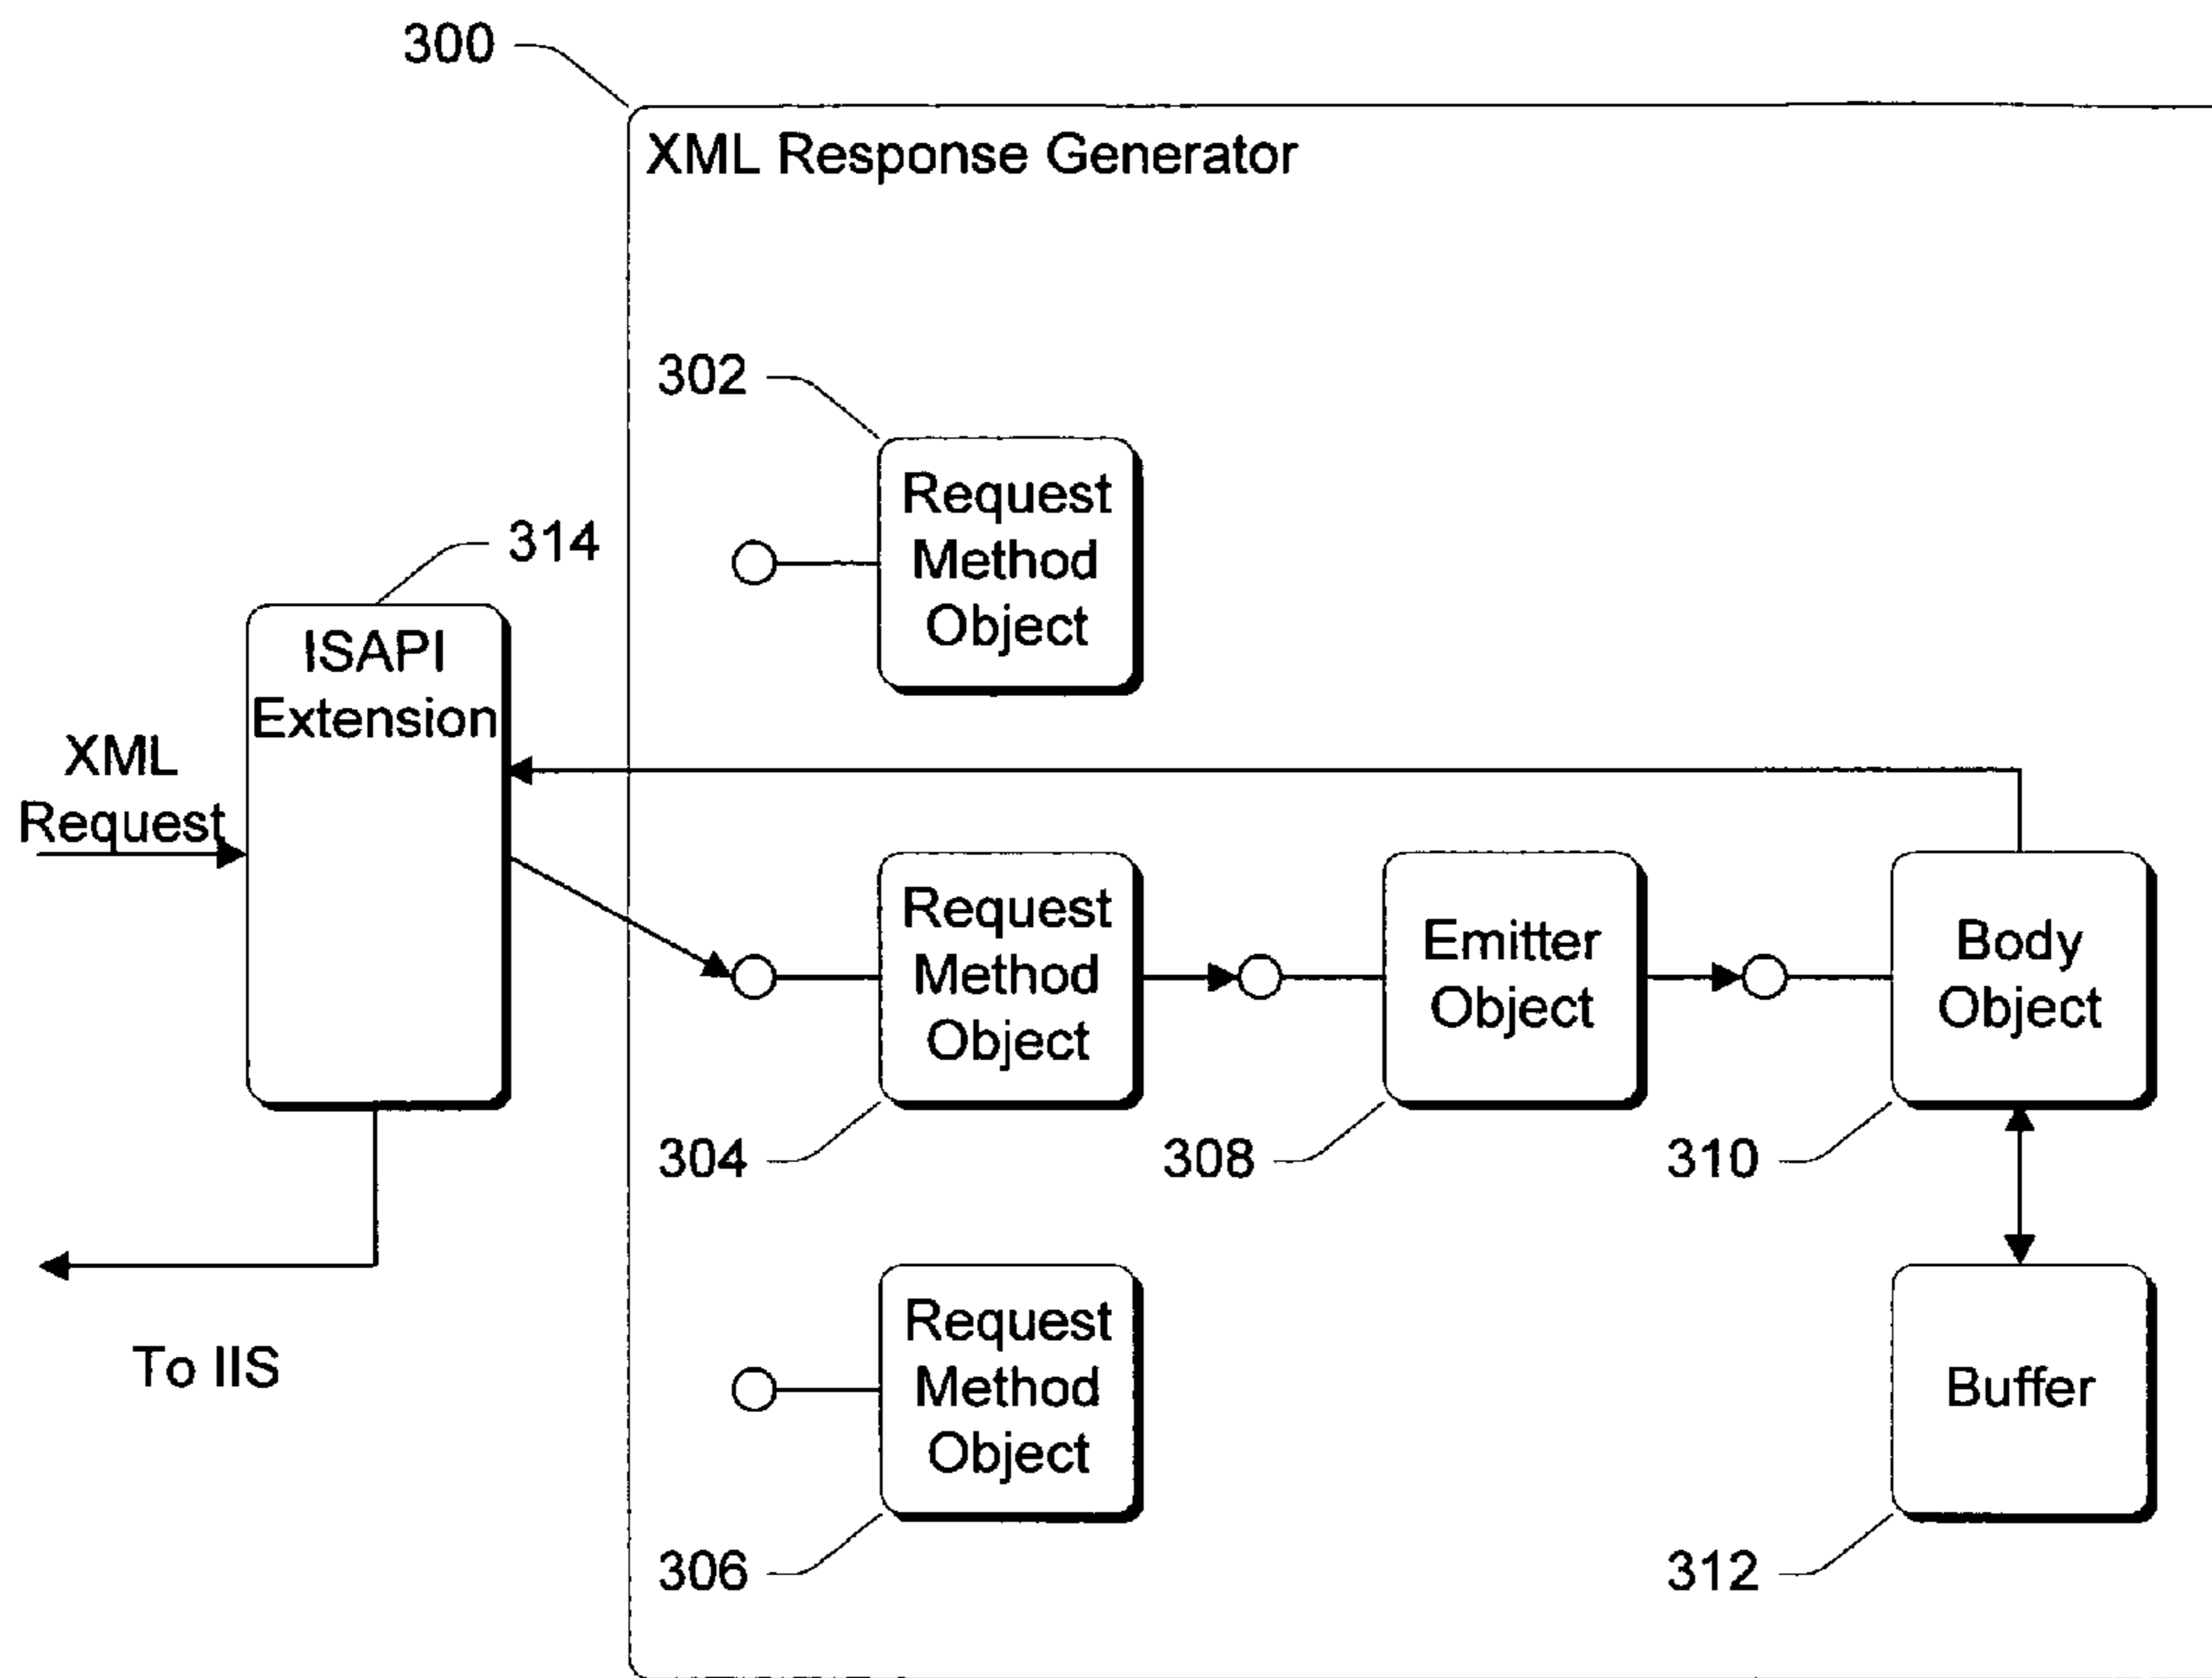 300
XML Response Generator
302
Request
Method
Object
314
ISAPI
Extension
XML
Request
Request
Method
Object
Emitter
Object
Body
Object
304
308
310
To IIS
Request
Method
Object
Buffer
306
312